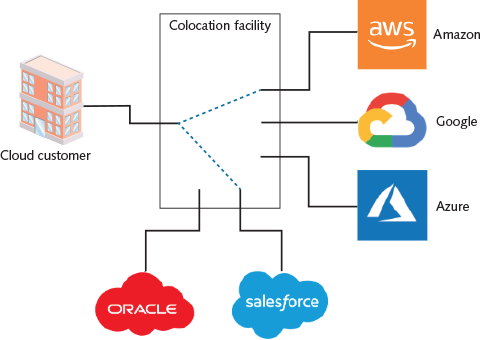 Colocation facility
aws
Amazon
Cloud customer
Google
Azure
ORACLE
salesforce